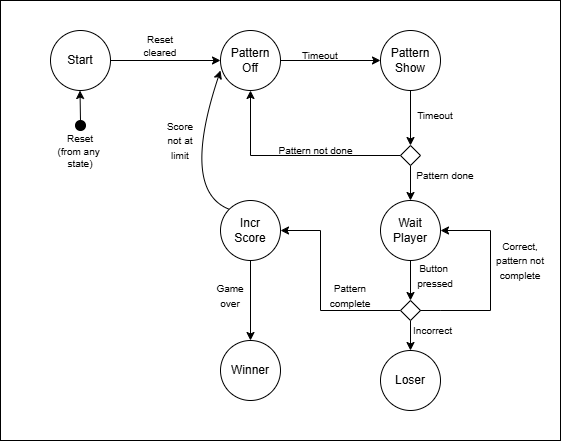 Reset
cleared
Start
Pattern
Off
Timeout
Pattern
Show
Timeout
Score
not at
limit
Reset
(from any
state)
Pattern not done
Pattern done
Incr
Score
Wait
Player
Correct,
pattern not
complete
Button
pressed
Game
over
Pattern
complete
Incorrect
Winner
Loser